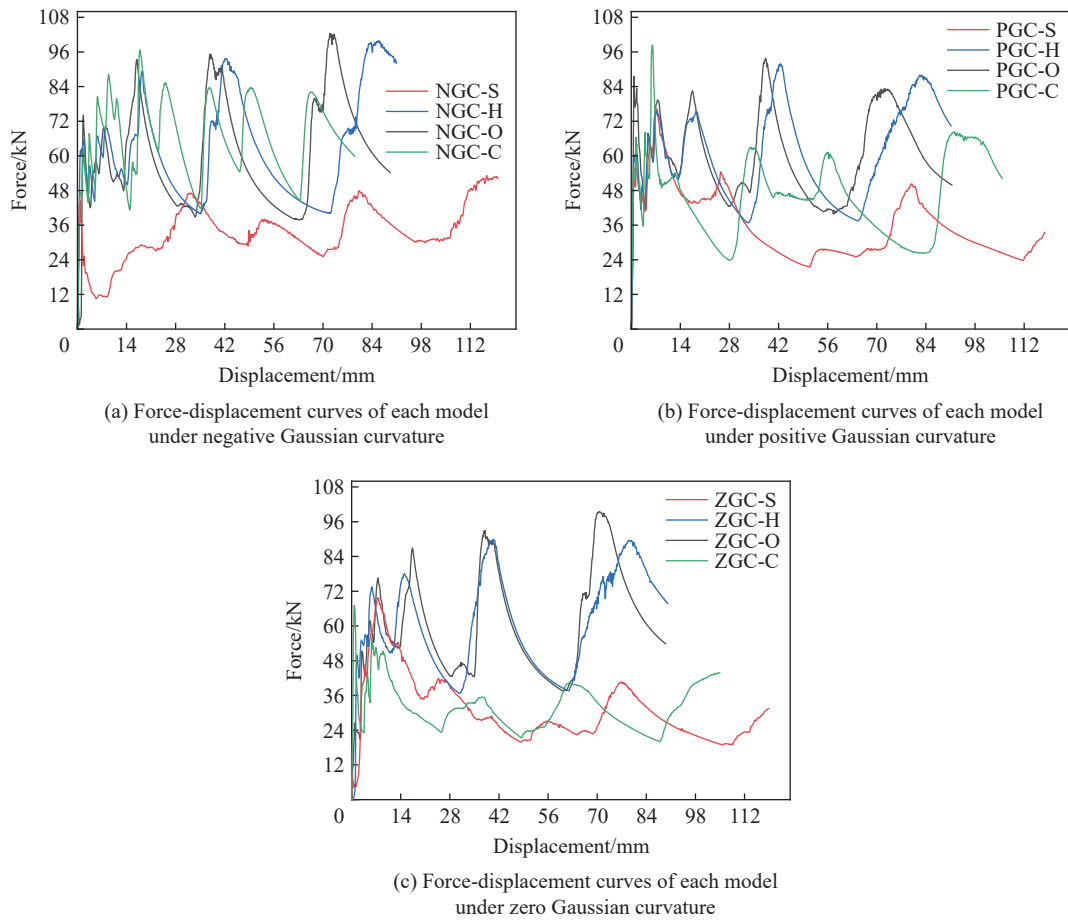 108
96
84
72
60
48
36
24
12
0
Force/kN
NGC-S
NGC-H
NGC-O
NGC-C
14 28 42 56 70 84 98 112
Displacement/mm
(a) Force-displacement curves of each model
under negative Gaussian curvature
108
96
84
72
60
48
36
24
12
0
Force/kN
PGC-S
PGC-H
PGC-O
PGC-C
14 28 42 56 70 84 98 112
Displacement/mm
(b) Force-displacement curves of each model
under positive Gaussian curvature
108
96
84
72
60
48
36
24
12
0
Force/kN
ZGC-S
ZGC-H
ZGC-O
ZGC-C
14 28 42 56 70 84 98 112
Displacement/mm
(c) Force-displacement curves of each model
under zero Gaussian curvature